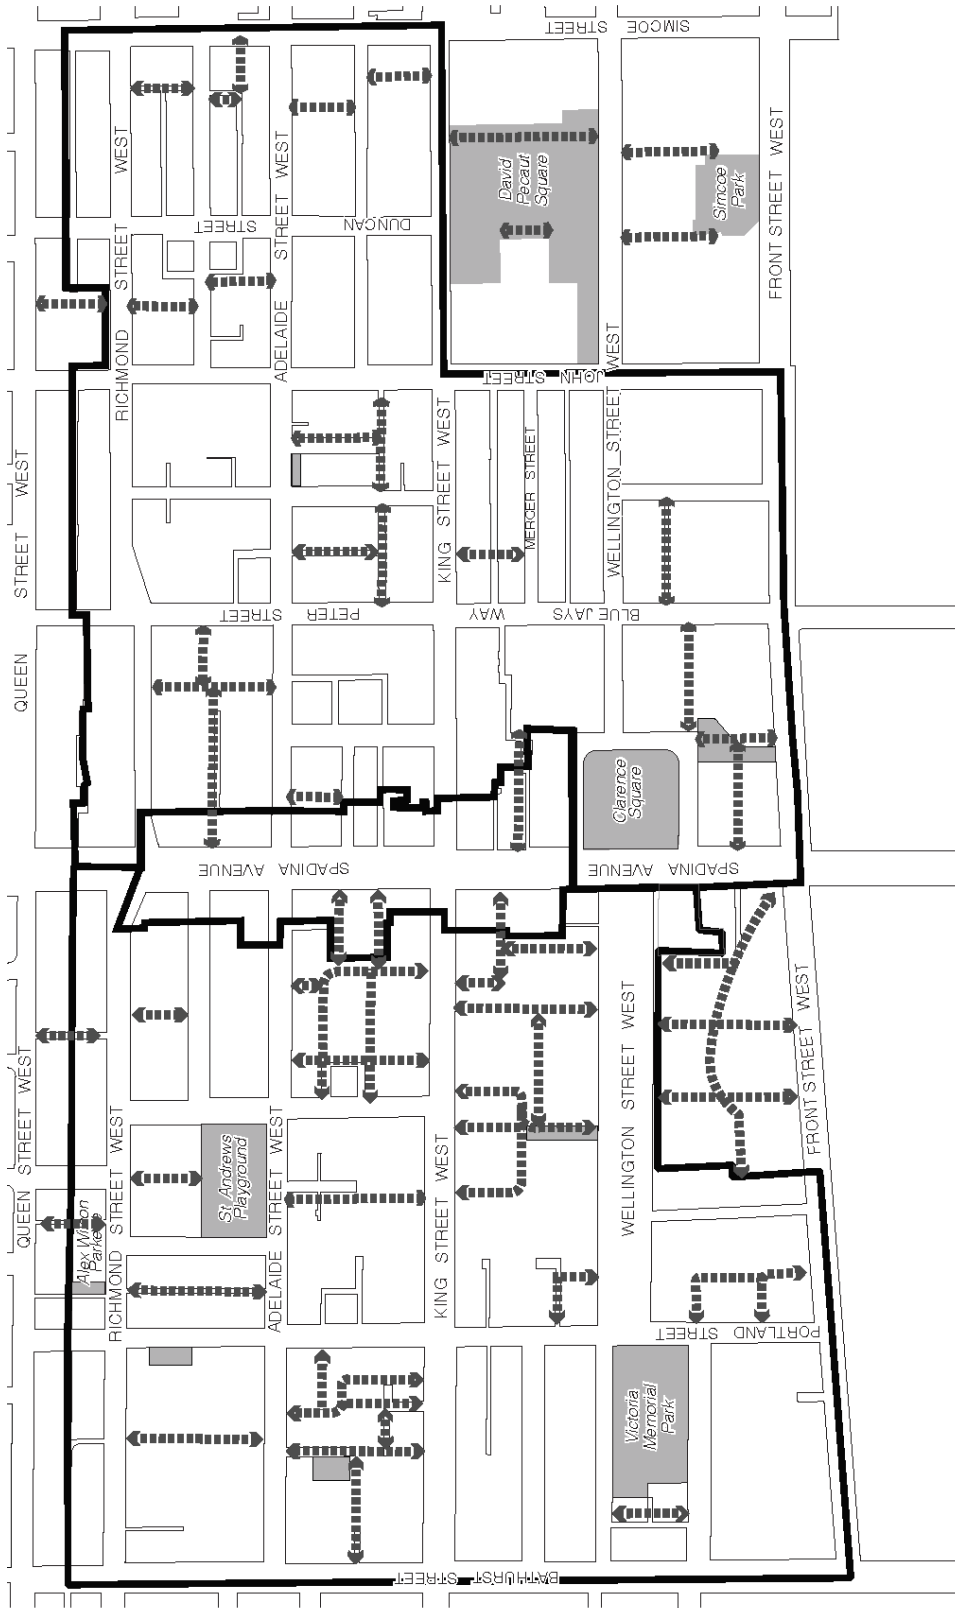 SIMCOE STREET
RICHMOND STREET WEST
ADELAIDE STREET WEST
DUNCAN STREET
David
Pecaut
Square
Simcoe
Park
FRONT STREET WEST
JOHN STREET
QUEEN STREET WEST
KING STREET WEST
MERCER STREET
WELLINGTON STREET WEST
PETER STREET
BLUE JAYS WAY
Clarence
Square
SPADINA AVENUE
SPADINA AVENUE
QUEEN STREET WEST
RICHMOND STREET WEST
ADELAIDE STREET WEST
KING STREET WEST
WELLINGTON STREET WEST
FRONT STREET WEST
St. Andrews
Playground
Alex Wilson
Parkette
PORTLAND STREET
Victoria
Memorial
Park
BATHURST STREET